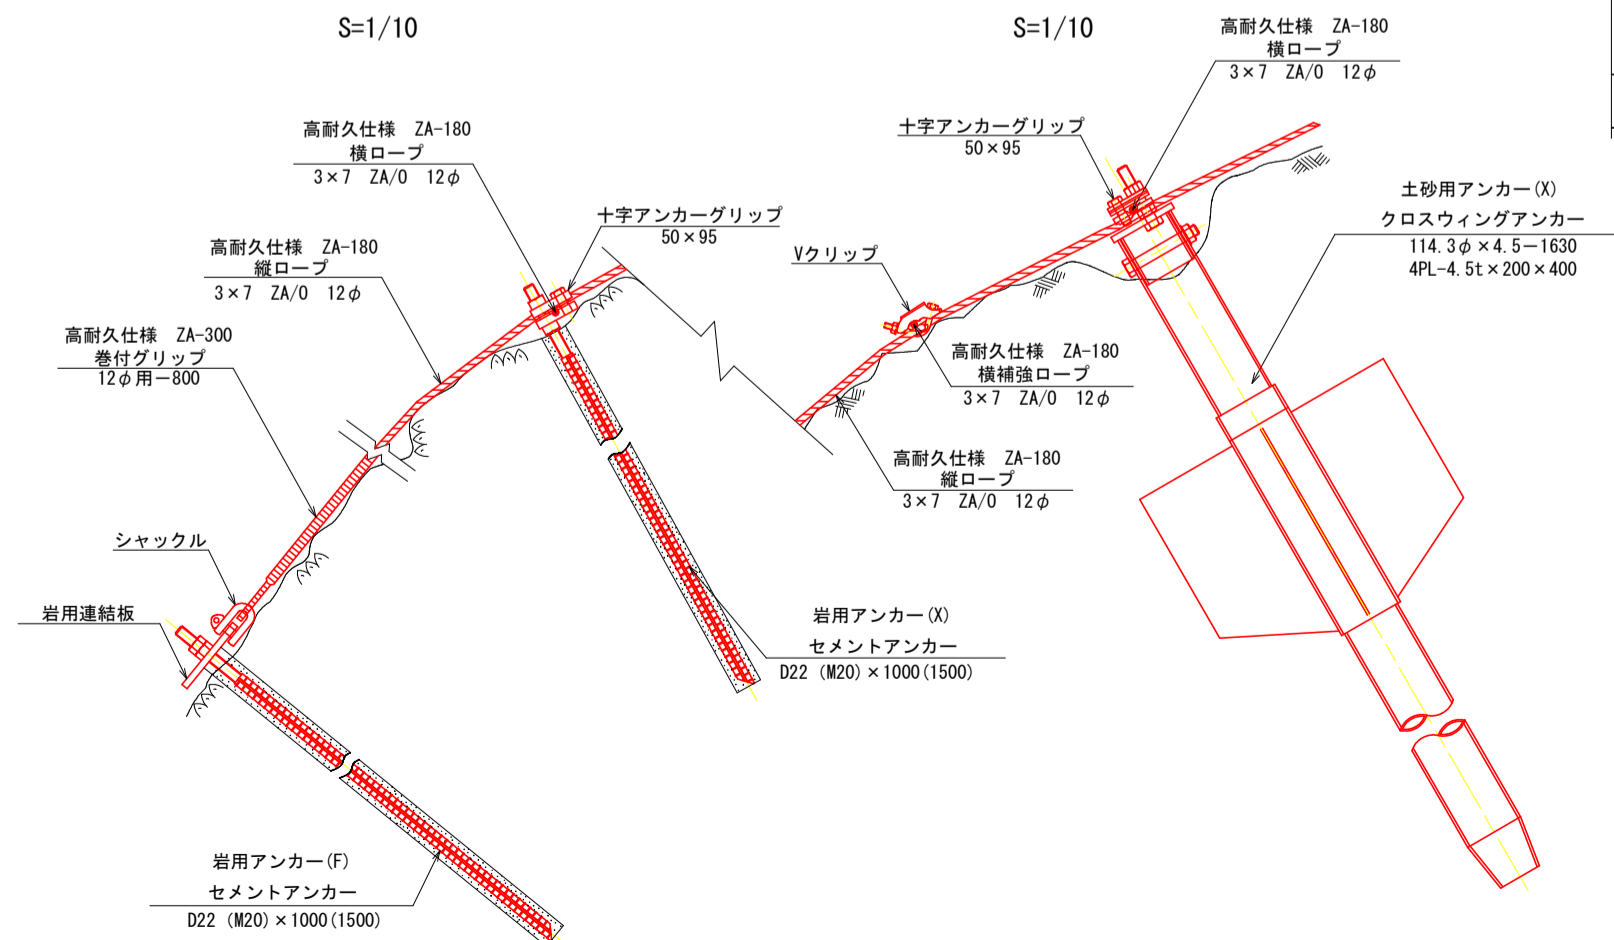 S=1/10
高耐久仕様 ZA-180
横ロープ
3×7 ZA/O 12φ
十字アンカーグリップ
50×95
高耐久仕様 ZA-180
縦ロープ
3×7 ZA/O 12φ
高耐久仕様 ZA-300
巻付グリップ
12φ用ー800
シャックル
岩用連結板
岩用アンカー(X)
セメントアンカー
D22 (M20)×1000(1500)
岩用アンカー(F)
セメントアンカー
D22 (M20)×1000(1500)
S=1/10
高耐久仕様 ZA-180
横ロープ
3×7 ZA/O 12φ
十字アンカーグリップ
50×95
土砂用アンカー(X)
クロスウィングアンカー
114.3φ×4.5ー1630
4PL-4.5t×200×400
Vクリップ
高耐久仕様 ZA-180
横補強ロープ
3×7 ZA/O 12φ
高耐久仕様 ZA-180
縦ロープ
3×7 ZA/O 12φ